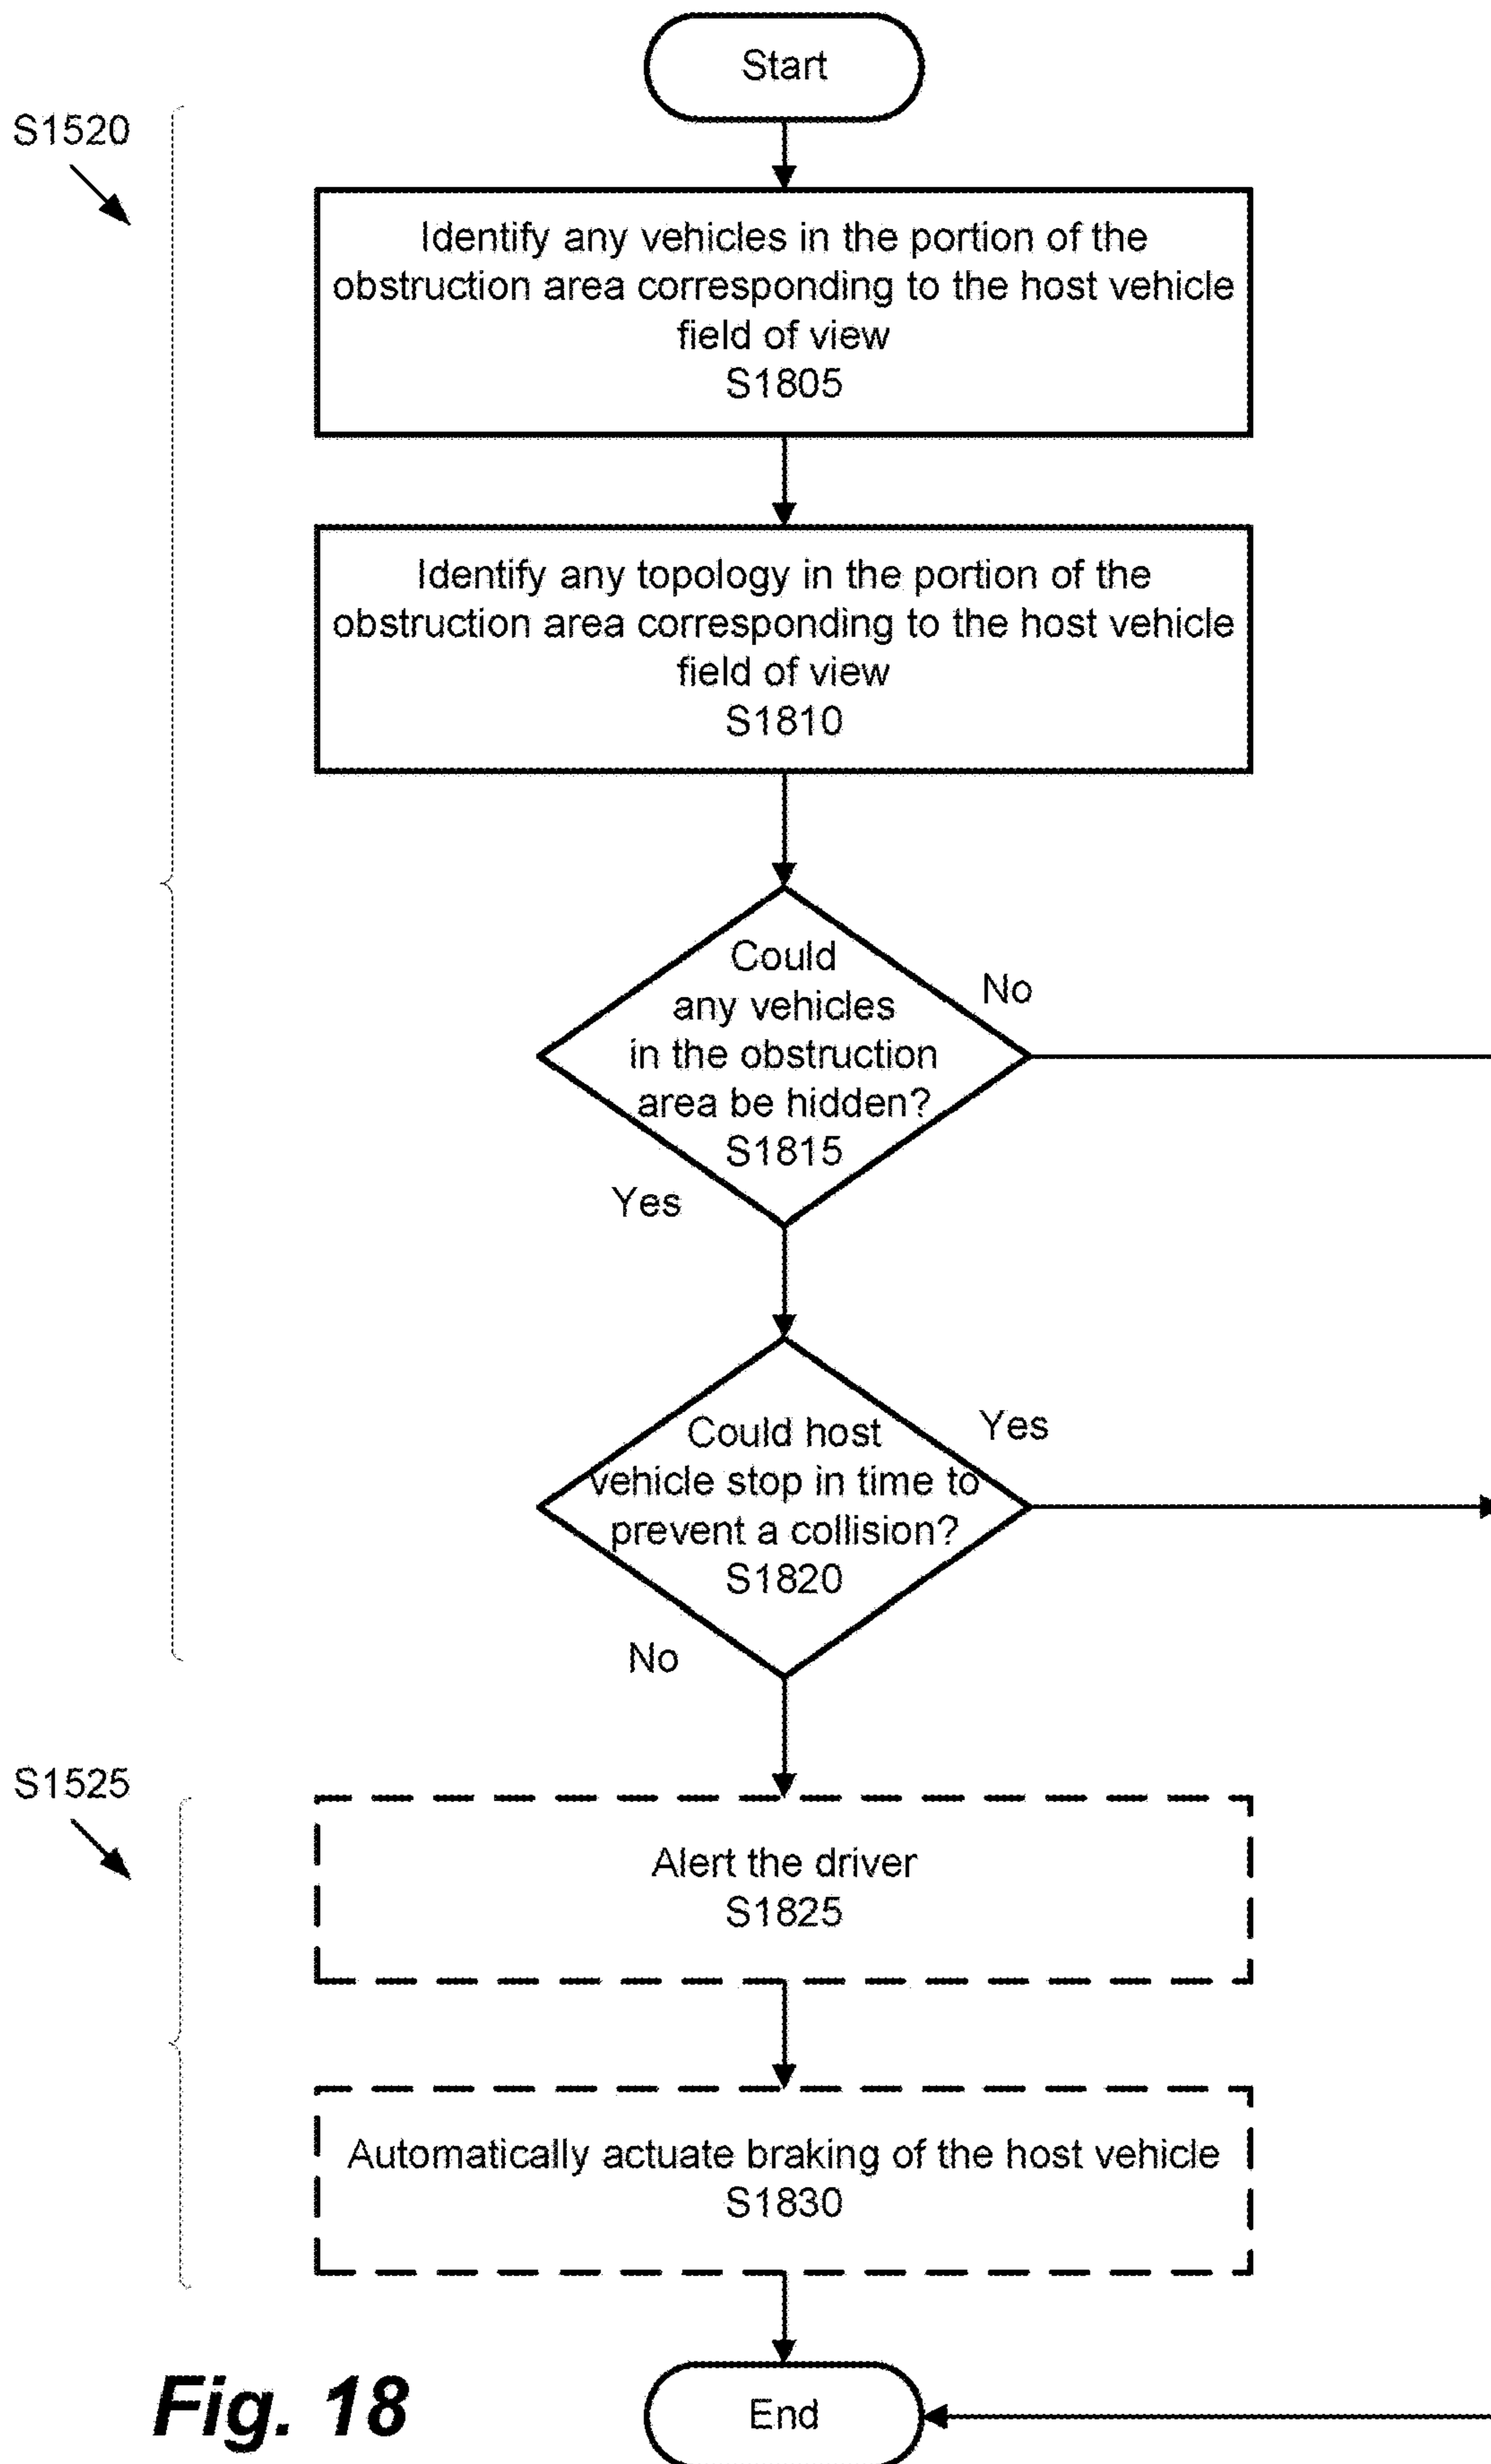 Start
S1520
Identify any vehicles in the portion of the
obstruction area corresponding to the host vehicle
field of view
S1805
Identify any topology in the portion of the
obstruction area corresponding to the host vehicle
field of view
S1810
Could
any vehicles
in the obstruction
area be hidden?
S1815
No
Yes
Could host
vehicle stop in time to
prevent a collision?
S1820
Yes
No
S1525
Alert the driver
S1825
Automatically actuate braking of the host vehicle
S1830
Fig. 18
End